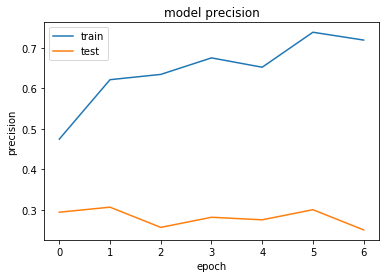 model precision
train
test
0.7
0.6
0.5
0.4
0.3
precision
0 1 2 3 4 5 6
epoch